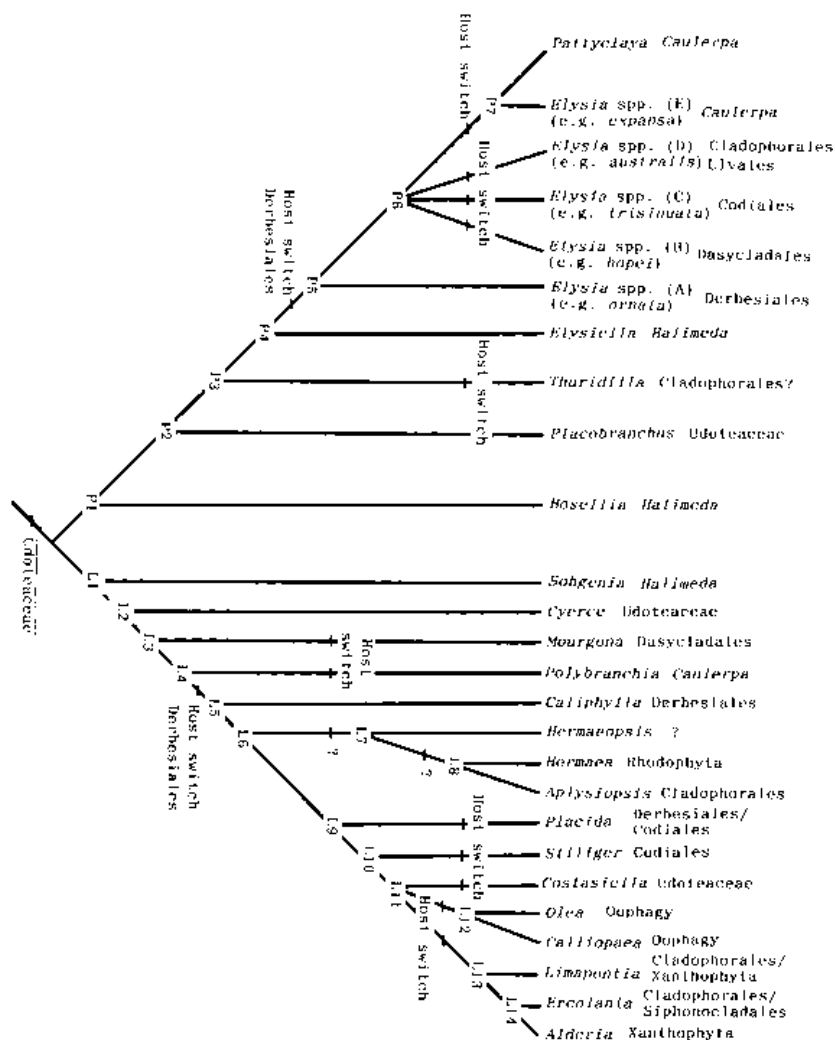 Host switch
Pattyclaya Caulerpa
P7
Elysia spp. (E) Caulerpa
(e.g. expansa)
Elysia spp. (D) Cladophorales
(e.g. australis) Ulvales
Host switch
P6
Elysia spp. (C) Codiales
(e.g. trisinuata)
Elysia spp. (B) Dasycladales
(e.g. hopei)
Host switch
Derbesiales
P5
Elysia spp. (A) Derbesiales
(e.g. ornata)
P4
Elysiella Halimeda
P3
Host switch
Thuridilla Cladophorales?
P2
Placobranchus Udoteaceae
P1
Bosellia Halimeda
Udoteaceae
L1
Sohgenia Halimeda
L2
Cyerce Udoteaceae
L3
Host
switch
Mourgona Dasycladales
L4
Polybranchia Caulerpa
Host switch
Derbesiales
L5
Caliphylla Derbesiales
L6
?
L7
Hermaeopsis ?
?
L8
Hermaea Rhodophyta
Aplysiopsis Cladophorales
L9
Host switch
Placida Derbesiales/
Codiales
L10
Stiliger Codiales
L11
Costasiella Udoteaceae
Host switch
L12
Olea Oophagy
Calliopaea Oophagy
L13
Limapontia Cladophorales/
Xanthophyta
L14
Ercolania Cladophorales/
Siphonocladales
Alderia Xanthophyta